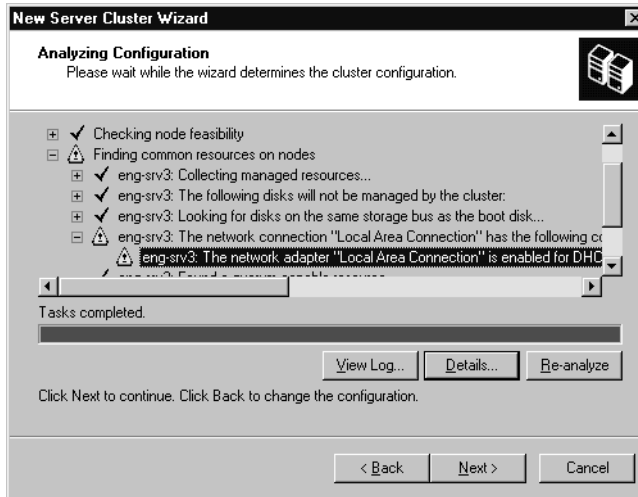 New Server Cluster Wizard
Analyzing Configuration
Please wait while the wizard determines the cluster configuration.
Checking node feasibility
Finding common resources on nodes
eng-srv3: Collecting managed resources...
eng-srv3: The following disks will not be managed by the cluster:
eng-srv3: Looking for disks on the same storage bus as the boot disk...
eng-srv3: The network connection "Local Area Connection" has the following co
eng-srv3: The network adapter "Local Area Connection" is enabled for DHC
Tasks completed.
View Log... Details... Re-analyze
Click Next to continue. Click Back to change the configuration.
< Back Next > Cancel